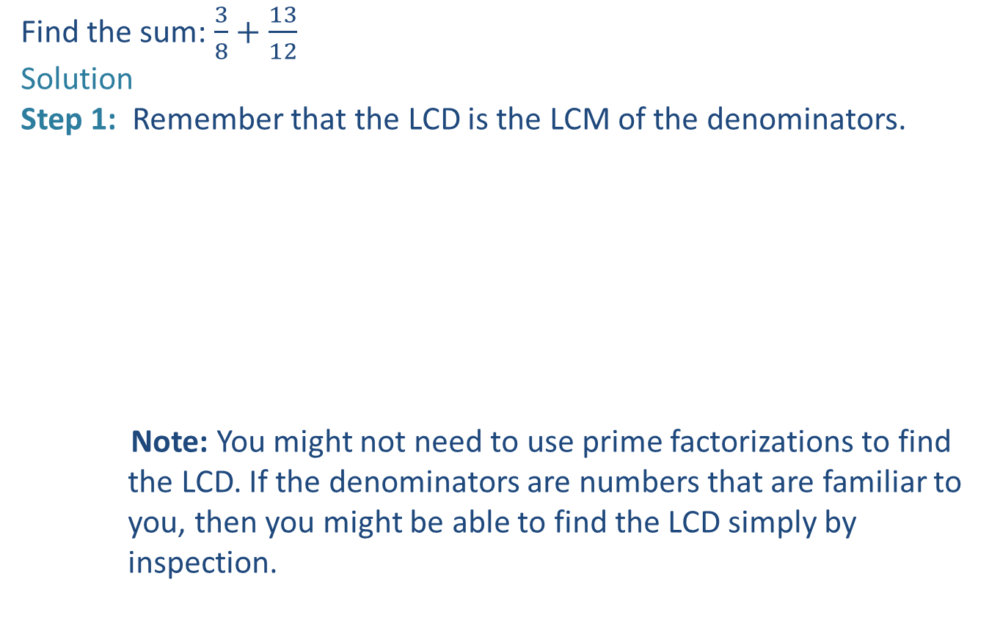 Find the sum: 3/8 + 13/12
Solution
Step 1: Remember that the LCD is the LCM of the denominators.
Note: You might not need to use prime factorizations to find
the LCD. If the denominators are numbers that are familiar to
you, then you might be able to find the LCD simply by
inspection.